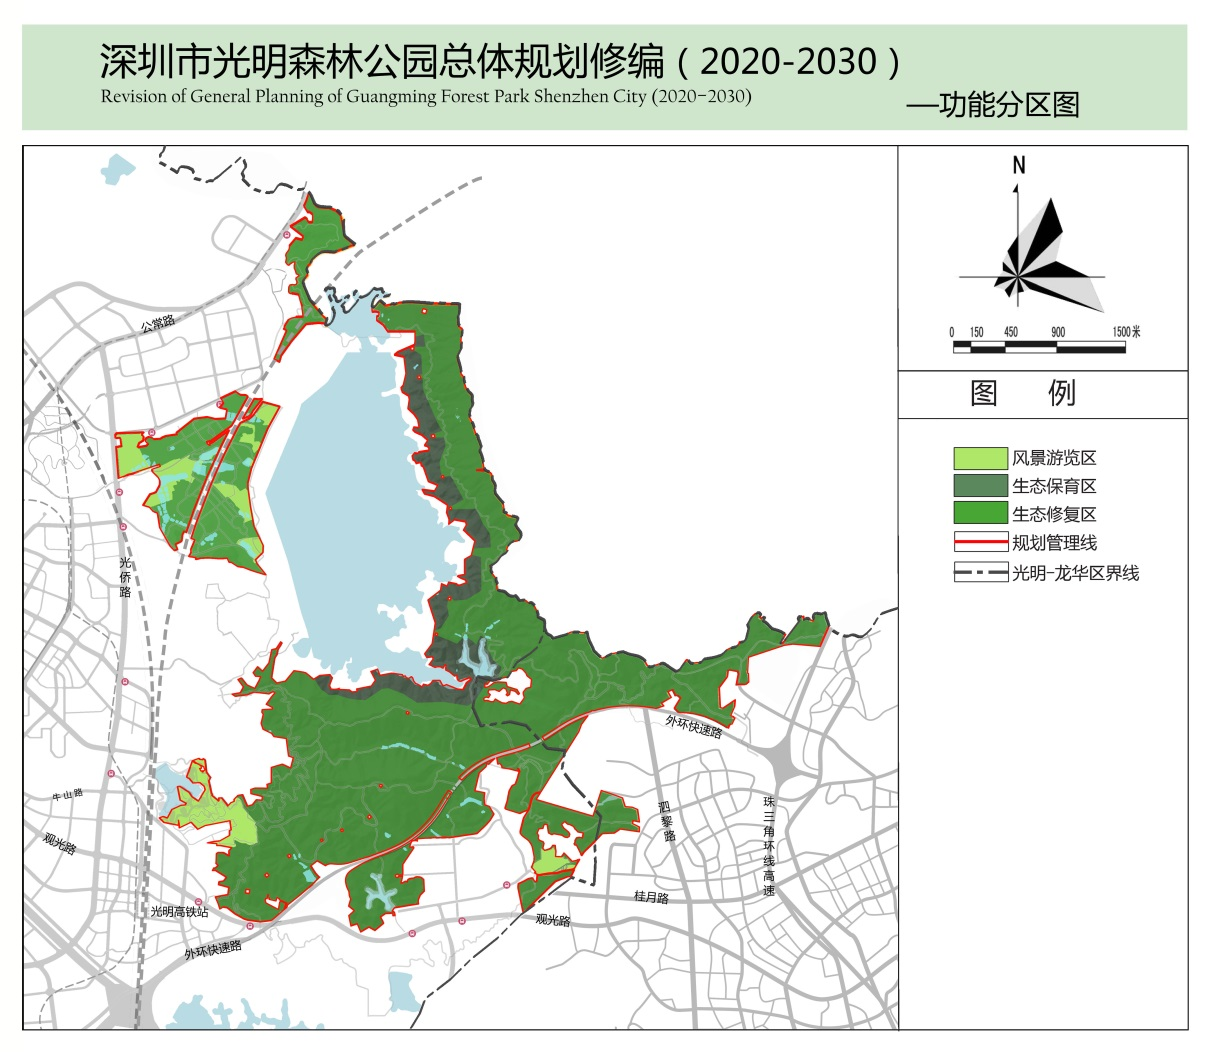 深圳市光明森林公园总体规划修编（2020-2030）
Revision of General Planning of Guangming Forest Park Shenzhen City (2020-2030)
—功能分区图
N
0 150 450 900 1500米
图 例
风景游览区
生态保育区
生态修复区
规划管理线
光明-龙华区界线
公常路
光侨路
牛山路
观光路
光明高铁站
外环快速路
外环快速路
泗黎路
珠三角环线高速
桂月路
观光路